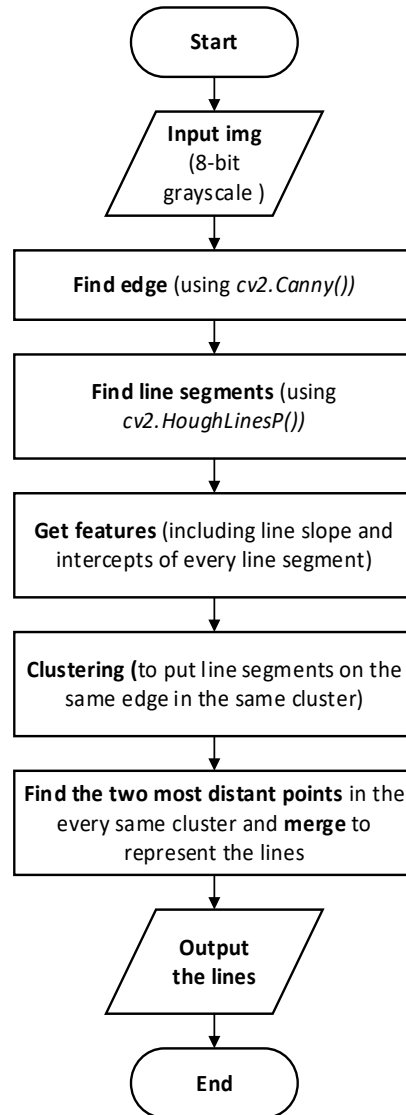 Start
Input img
(8-bit
grayscale )
Find edge (using cv2.Canny())
Find line segments (using
cv2.HoughLinesP())
Get features (including line slope and
intercepts of every line segment)
Clustering (to put line segments on the
same edge in the same cluster)
Find the two most distant points in the
every same cluster and merge to
represent the lines
Output
the lines
End